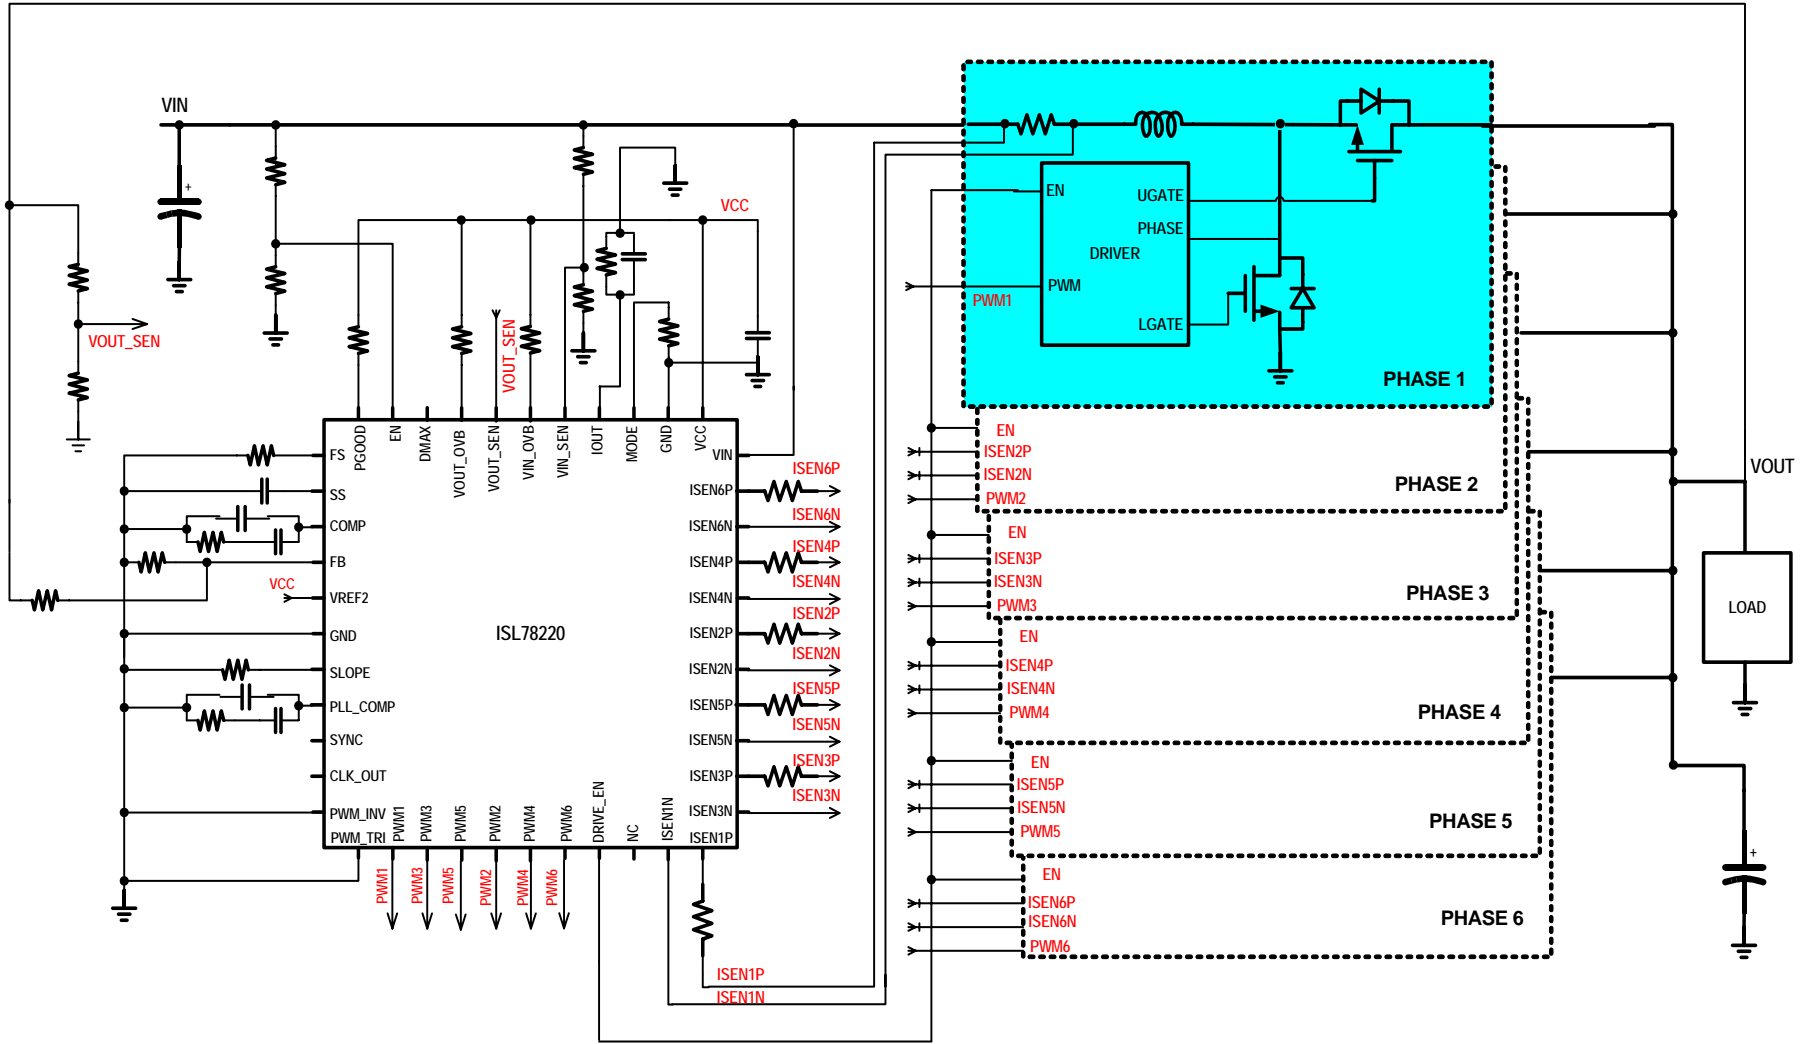 VIN
+
VCC
VOUT_SEN
VOUT_SEN
PGOOD
EN
DMAX
VOUT_OVB
VOUT_SEN
VIN_OVB
VIN_SEN
IOUT
MODE
GND
VCC
VIN
FS
SS
COMP
FB
VCC
VREF2
GND
SLOPE
PLL_COMP
SYNC
CLK_OUT
PWM_INV
PWM_TRI
ISL78220
ISEN6P
ISEN6N
ISEN4P
ISEN4N
ISEN2P
ISEN2N
ISEN5P
ISEN5N
ISEN3P
ISEN3N
ISEN1P
ISEN6P
ISEN6N
ISEN4P
ISEN4N
ISEN2P
ISEN2N
ISEN5P
ISEN5N
ISEN3P
ISEN3N
PWM1
PWM3
PWM5
PWM2
PWM4
PWM6
DRIVE_EN
NC
ISEN1N
PWM1
PWM3
PWM5
PWM2
PWM4
PWM6
ISEN1P
ISEN1N
EN
UGATE
PHASE
DRIVER
PWM
LGATE
PWM1
PHASE 1
EN
ISEN2P
ISEN2N
PWM2
PHASE 2
EN
ISEN3P
ISEN3N
PWM3
PHASE 3
EN
ISEN4P
ISEN4N
PWM4
PHASE 4
EN
ISEN5P
ISEN5N
PWM5
PHASE 5
EN
ISEN6P
ISEN6N
PWM6
PHASE 6
VOUT
LOAD
+